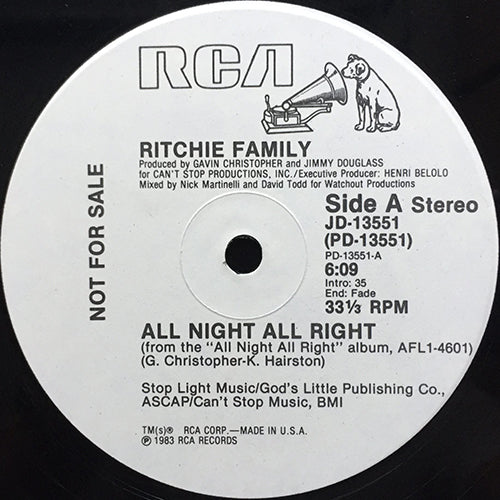 RCA
RITCHIE FAMILY
Produced by GAVIN CHRISTOPHER and JIMMY DOUGLASS
for CAN'T STOP PRODUCTIONS, INC./Executive Producer: HENRI BELOLO
Mixed by Nick Martinelli and David Todd for Watchout Productions
NOT FOR SALE
Side A Stereo
JD-13551
(PD-13551)
PD-13551-A
6:09
Intro: 35
End: Fade
33⅓ RPM
ALL NIGHT ALL RIGHT
(from the "All Night All Right" album, AFL1-4601)
(G. Christopher-K. Hairston)
Stop Light Music/God's Little Publishing Co.,
ASCAP/Can't Stop Music, BMI
TM(s)® RCA CORP.—MADE IN U.S.A.
℗ 1983 RCA RECORDS